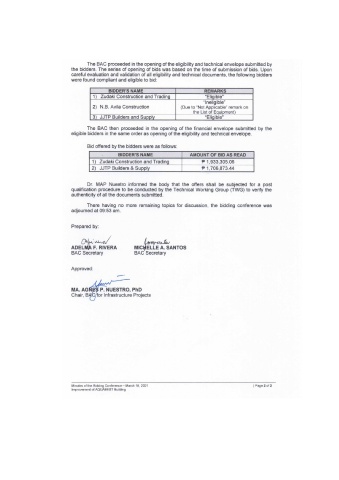 The BAC proceeded in the opening of the eligibility and technical envelope submitted by
the bidders. The series of opening of bids was based on the time of submission of bids. Upon
careful evaluation and validation of all eligibility and technical documents, the following bidders
were found compliant and eligible to bid:
BIDDER'S NAME REMARKS
1) Zudaki Construction and Trading "Eligible"
2) N.B. Avila Construction "Ineligible"
(Due to "Not Applicable" remark on
the List of Equipment)
3) JJTP Builders and Supply "Eligible"
The BAC then proceeded in the opening of the financial envelope submitted by the
eligible bidders in the same order as opening of the eligibility and technical envelope.
Bid offered by the bidders were as follows:
BIDDER'S NAME AMOUNT OF BID AS READ
1) Zudaki Construction and Trading ₱ 1,933,205.08
2) JJTP Builders & Supply ₱ 1,706,873.44
Dr. MAP Nuestro informed the body that the offers shall be subjected for a post
qualification procedure to be conducted by the Technical Working Group (TWG) to verify the
authenticity of all the documents submitted.
There having no more remaining topics for discussion, the bidding conference was
adjourned at 09:53 am.
Prepared by:
ADELMA F. RIVERA MICHELLE A. SANTOS
BAC Secretary BAC Secretary
Approved:
MA. AGNES P. NUESTRO, PhD
Chair, BAC for Infrastructure Projects
Minutes of the Bidding Conference – March 16, 2021 | Page 2 of 2
Improvement of Building